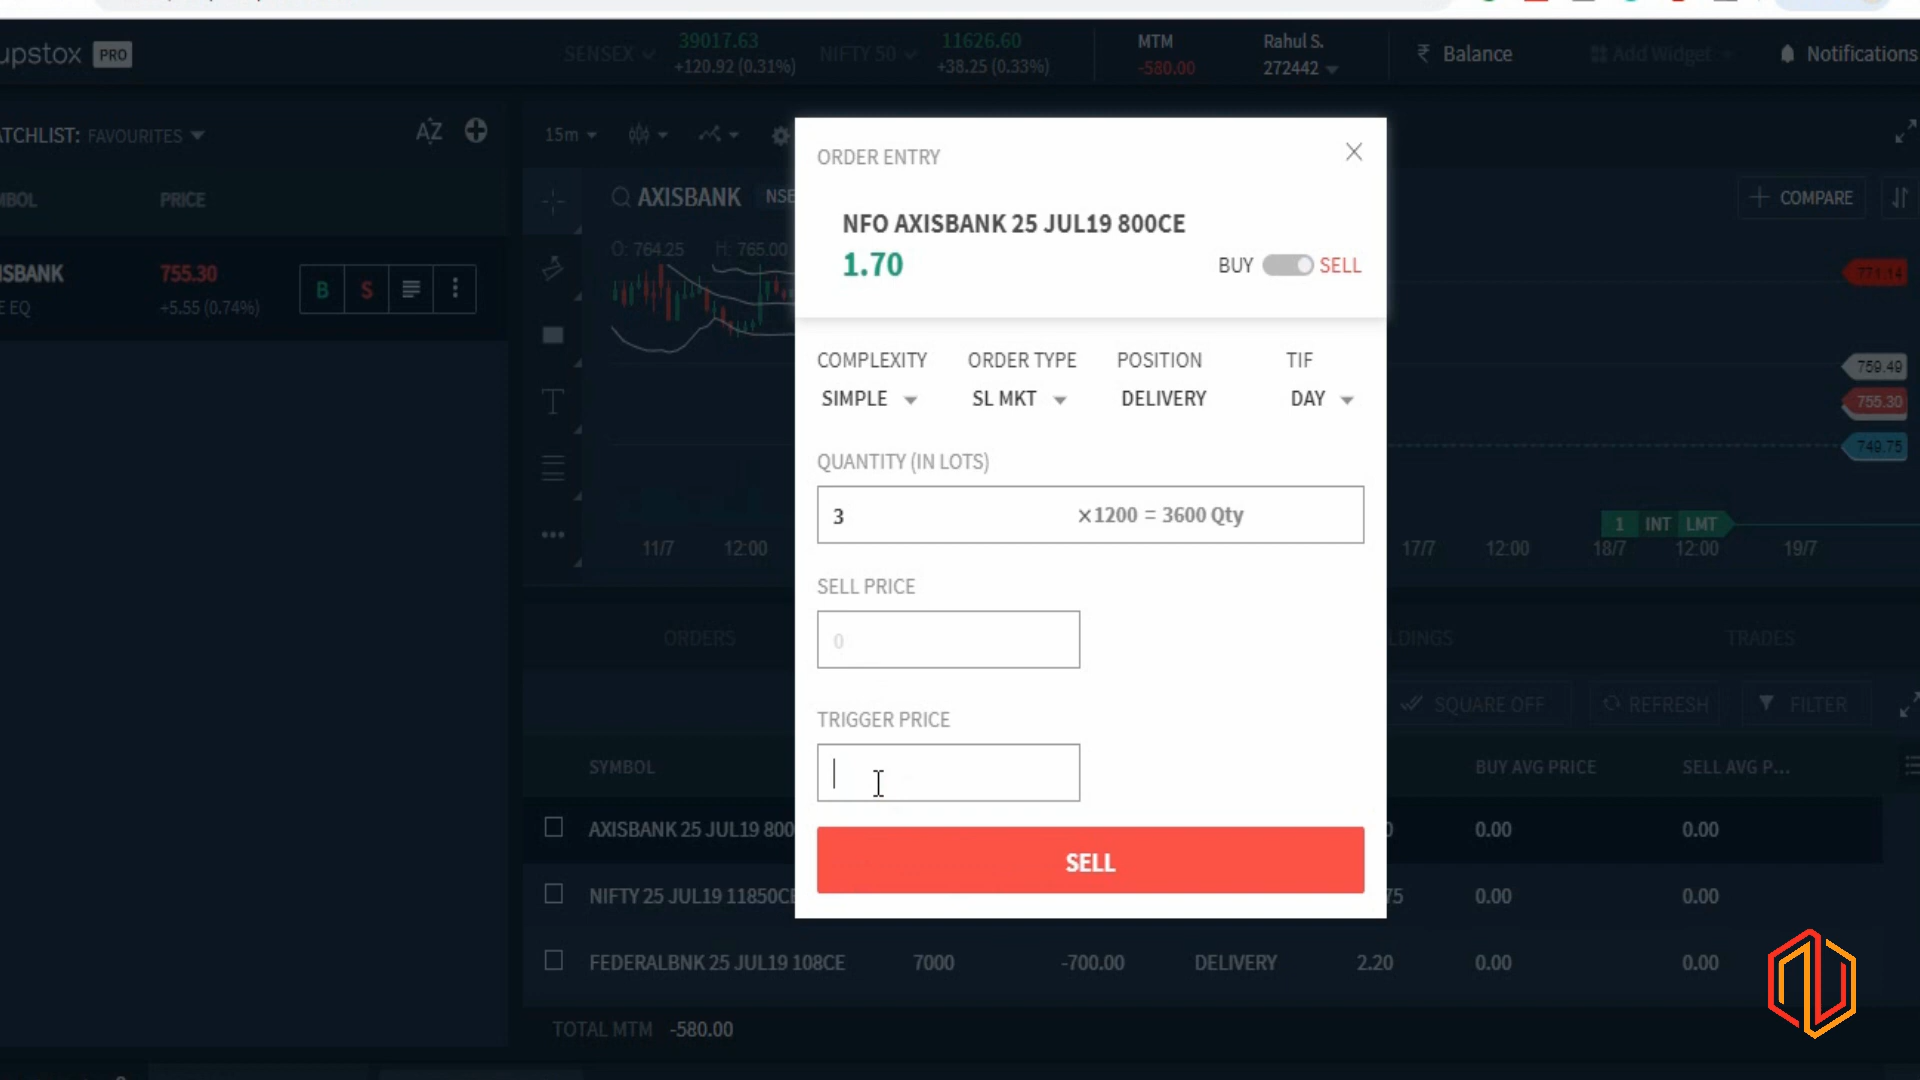 upstox PRO
SENSEX 39017.63 +120.92 (0.31%)
NIFTY 50 11626.60 +38.25 (0.33%)
MTM -580.00
Rahul S. 272442
₹ Balance
Add Widget
Notifications
ATCHLIST: FAVOURITES
AZ
MBOL PRICE
ISBANK 755.30
E EQ +5.55 (0.74%)
B S
15m
AXISBANK NSE
O: 764.25 H: 765.00
COMPARE
T
771.14
759.49
755.30
749.75
1 INT LMT
11/7 12:00 17/7 12:00 18/7 12:00 19/7
ORDER ENTRY
NFO AXISBANK 25 JUL19 800CE
1.70
BUY SELL
COMPLEXITY ORDER TYPE POSITION TIF
SIMPLE SL MKT DELIVERY DAY
QUANTITY (IN LOTS)
3 ×1200 = 3600 Qty
SELL PRICE
0
TRIGGER PRICE
SELL
ORDERS LDINGS TRADES
SQUARE OFF REFRESH FILTER
SYMBOL BUY AVG PRICE SELL AVG P...
AXISBANK 25 JUL19 800 0 0.00 0.00
NIFTY 25 JUL19 11850CE 75 0.00 0.00
FEDERALBNK 25 JUL19 108CE 7000 -700.00 DELIVERY 2.20 0.00 0.00
TOTAL MTM -580.00